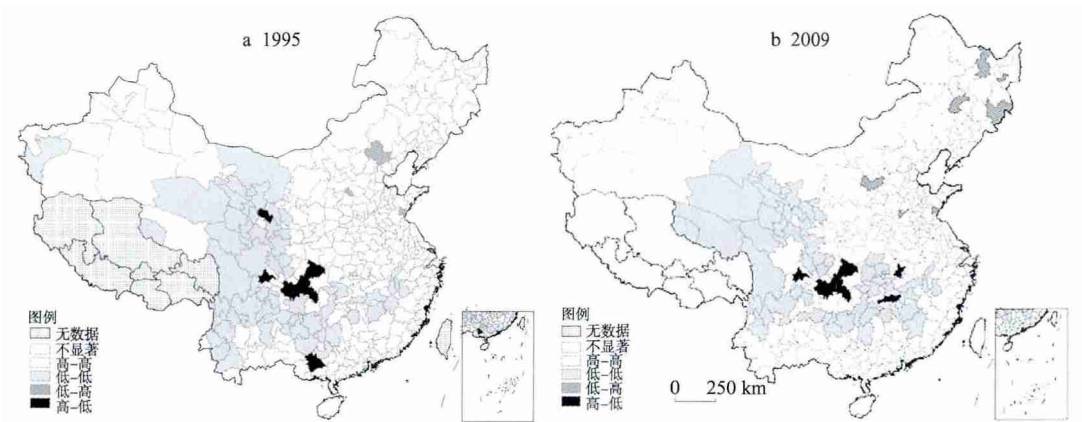 a 1995
图例
无数据
不显著
高-高
低-低
低-高
高-低
b 2009
图例
无数据
不显著
高-高
低-低
低-高
高-低
0 250 km